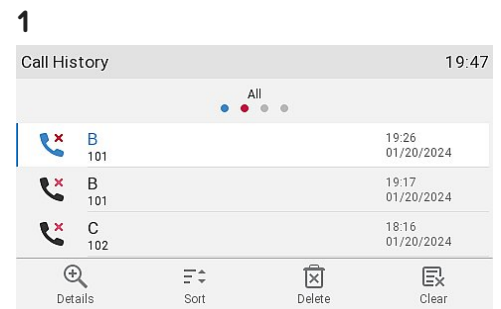 1
Call History 19:47
All
B 19:26
101 01/20/2024
B 19:17
101 01/20/2024
C 18:16
102 01/20/2024
Details Sort Delete Clear